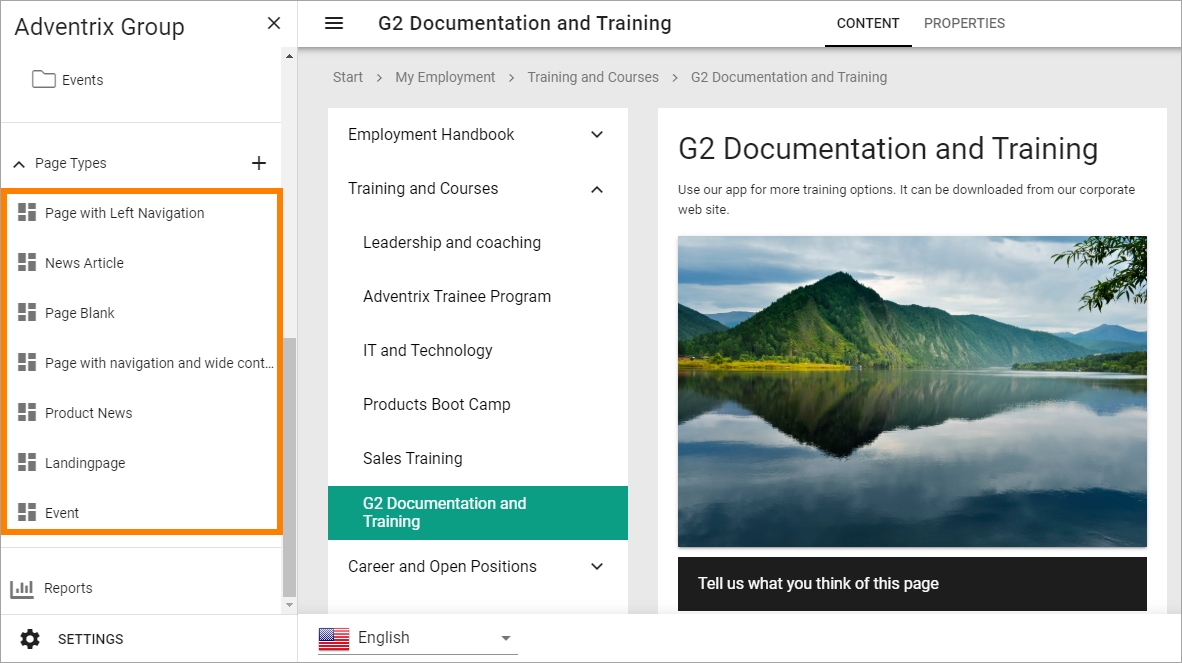 Adventrix Group
Events
Page Types
Page with Left Navigation
News Article
Page Blank
Page with navigation and wide cont...
Product News
Landingpage
Event
Reports
SETTINGS
G2 Documentation and Training
CONTENT
PROPERTIES
Start > My Employment > Training and Courses > G2 Documentation and Training
Employment Handbook
Training and Courses
Leadership and coaching
Adventrix Trainee Program
IT and Technology
Products Boot Camp
Sales Training
G2 Documentation and
Training
Career and Open Positions
G2 Documentation and Training
Use our app for more training options. It can be downloaded from our corporate
web site.
Tell us what you think of this page
English